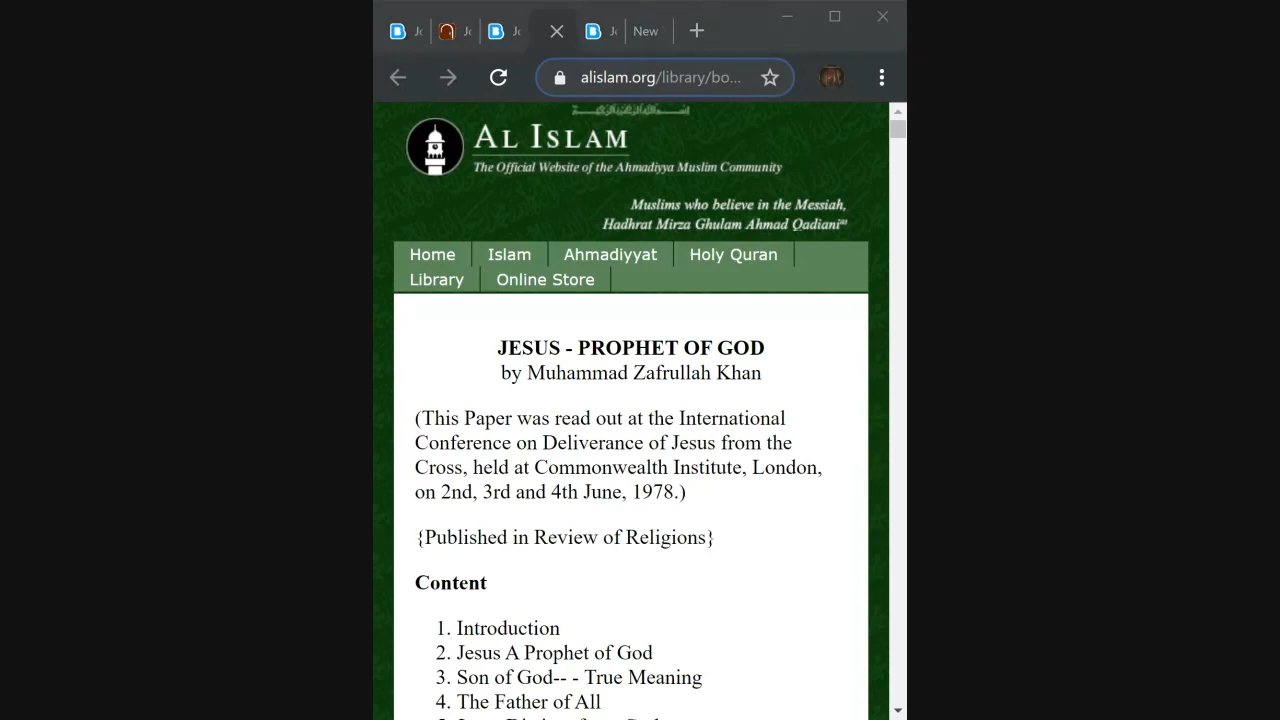 New
alislam.org/library/bo...
AL ISLAM
The Official Website of the Ahmadiyya Muslim Community
Muslims who believe in the Messiah,
Hadhrat Mirza Ghulam Ahmad Qadiani
Home Islam Ahmadiyyat Holy Quran
Library Online Store
JESUS - PROPHET OF GOD
by Muhammad Zafrullah Khan
(This Paper was read out at the International
Conference on Deliverance of Jesus from the
Cross, held at Commonwealth Institute, London,
on 2nd, 3rd and 4th June, 1978.)
{Published in Review of Religions}
Content
1. Introduction
2. Jesus A Prophet of God
3. Son of God-- - True Meaning
4. The Father of All